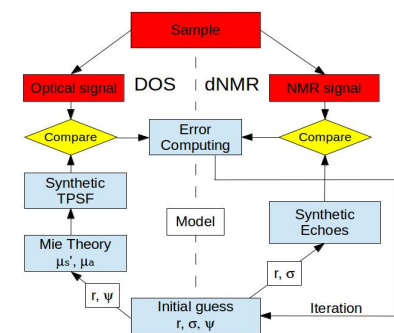 Sample
Optical signal
DOS
dNMR
NMR signal
Compare
Error
Computing
Compare
Synthetic
TPSF
Model
Synthetic
Echoes
Mie Theory
μs', μa
r, ψ
r, σ
Initial guess
r, σ, ψ
Iteration